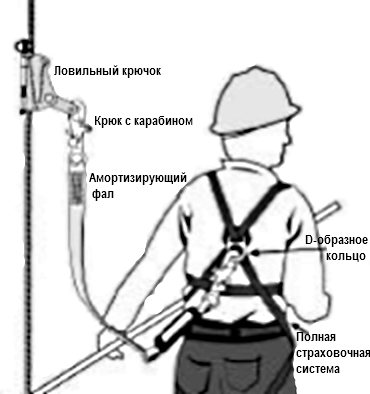 Ловильный крючок
Крюк с карабином
Амортизирующий
фал
D-образное
кольцо
Полная
страховочная
система